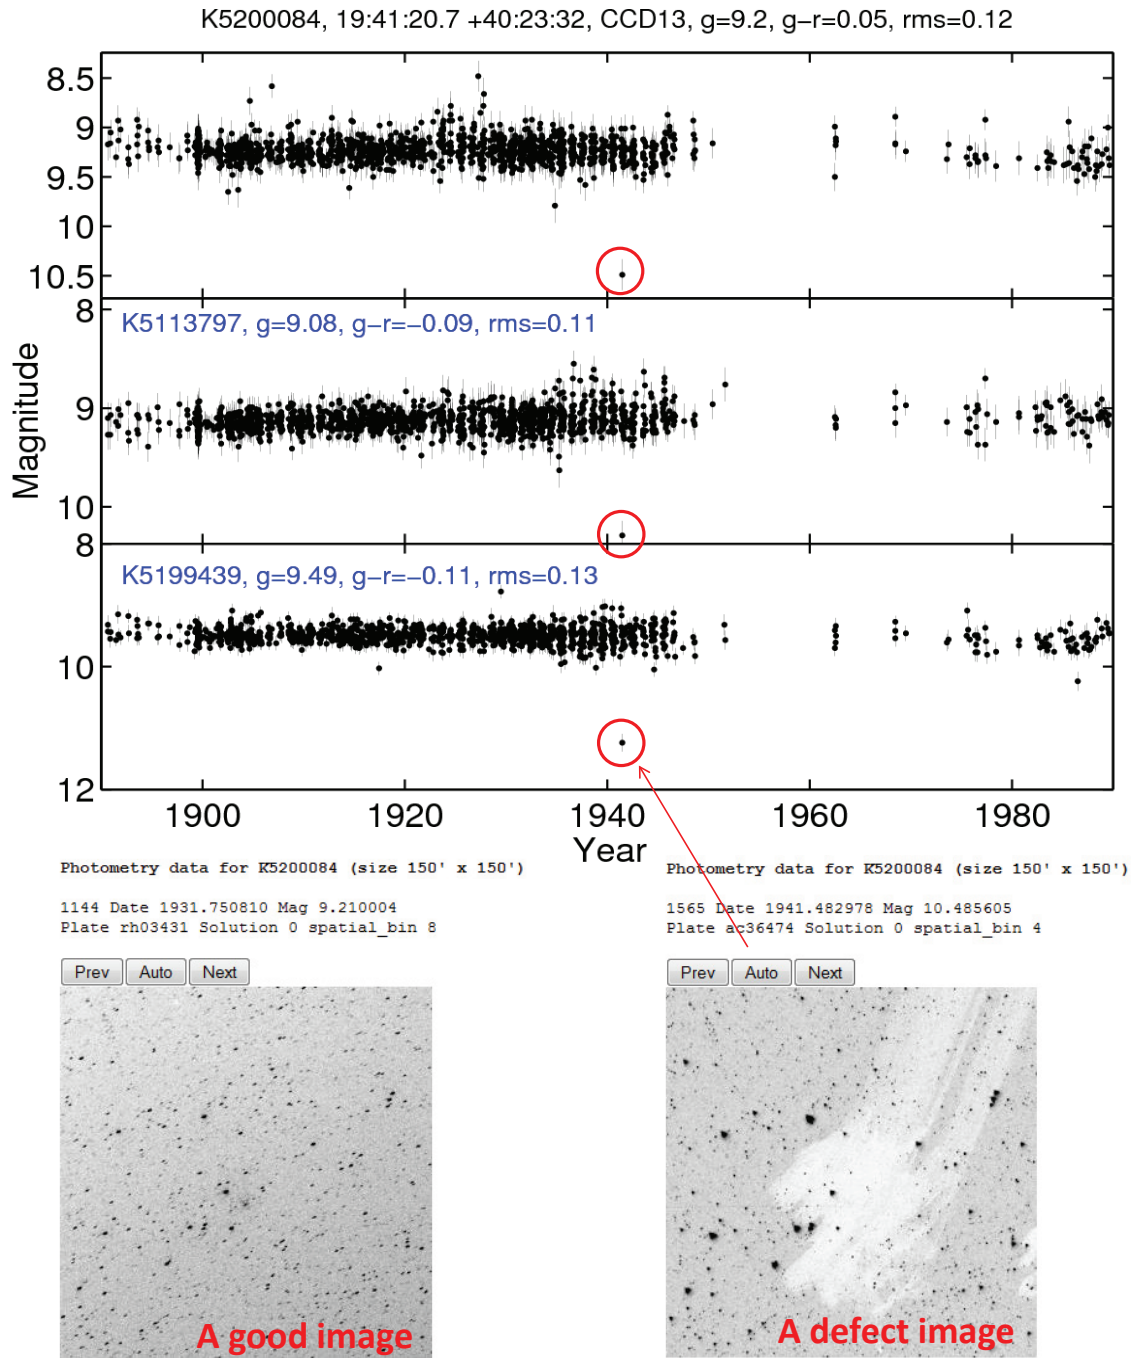 K5200084, 19:41:20.7 +40:23:32, CCD13, g=9.2, g−r=0.05, rms=0.12
8.5
9
9.5
10
10.5
8
K5113797, g=9.08, g−r=−0.09, rms=0.11
9
10
Magnitude
8
K5199439, g=9.49, g−r=−0.11, rms=0.13
10
12
1900 1920 1940 1960 1980
Year
Photometry data for K5200084 (size 150' x 150')
1144 Date 1931.750810 Mag 9.210004
Plate rh03431 Solution 0 spatial_bin 8
Prev Auto Next
A good image
Photometry data for K5200084 (size 150' x 150')
1565 Date 1941.482978 Mag 10.485605
Plate ac36474 Solution 0 spatial_bin 4
Prev Auto Next
A defect image